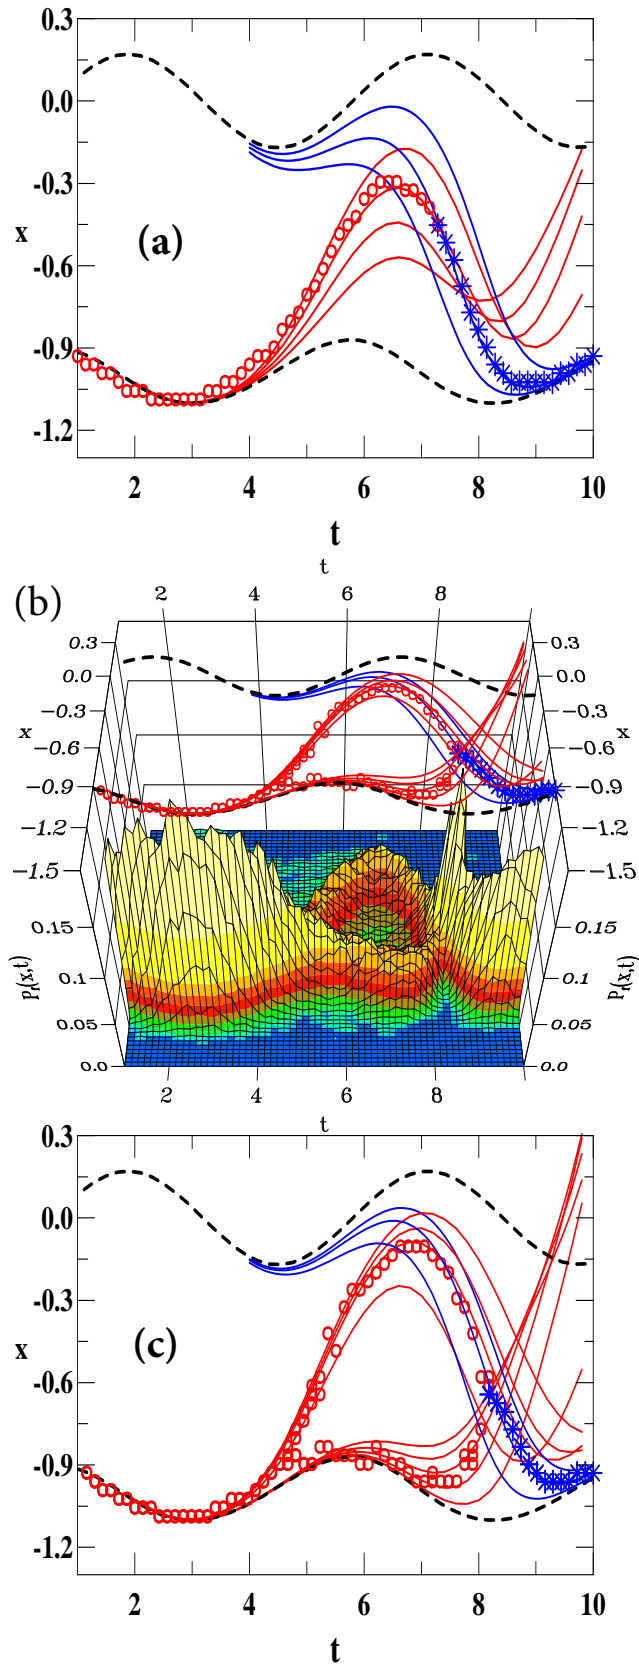 0.3
0.0
-0.3
x
(a)
-0.6
-0.9
-1.2
2 4 6 8 10
t
t
(b)
2 4 6 8
0.3 0.3
0.0 0.0
−0.3 −0.3
x x
−0.6 −0.6
−0.9 −0.9
−1.2 −1.2
−1.5 −1.5
0.15 0.15
0.1 0.1
p_f(x,t) p_f(x,t)
0.05 0.05
0.0 0.0
2 4 6 8
t
0.3
0.0
-0.3
x
(c)
-0.6
-0.9
-1.2
2 4 6 8 10
t